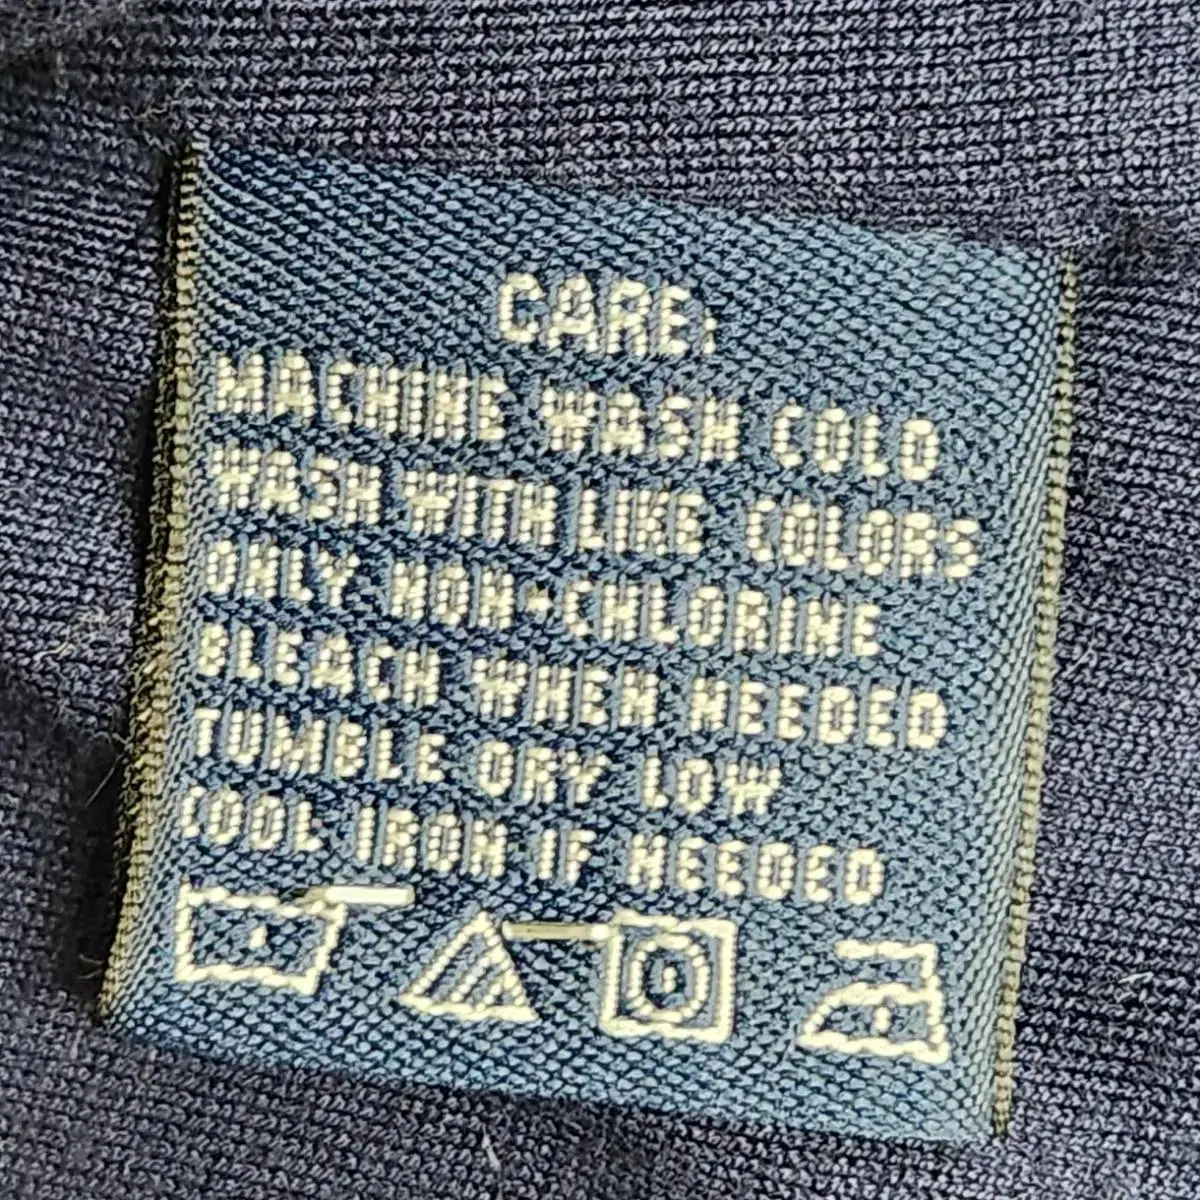 CARE:
MACHINE WASH COLD
WASH WITH LIKE COLORS
ONLY NON-CHLORINE
BLEACH WHEN NEEDED
TUMBLE DRY LOW
COOL IRON IF NEEDED